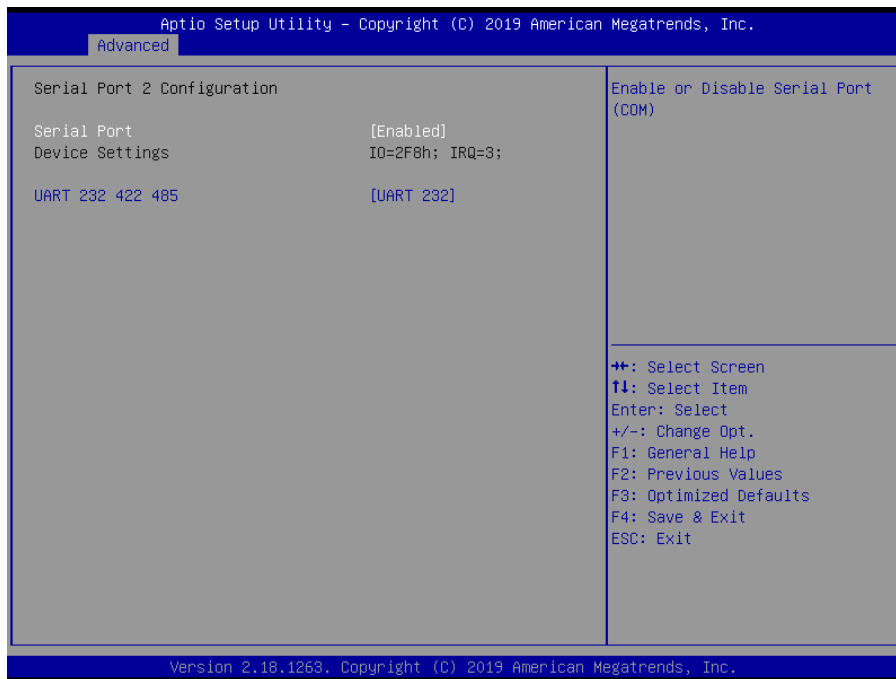 Aptio Setup Utility – Copyright (C) 2019 American Megatrends, Inc.
Advanced
Serial Port 2 Configuration
Serial Port [Enabled]
Device Settings IO=2F8h; IRQ=3;
UART 232 422 485 [UART 232]
Enable or Disable Serial Port
(COM)
→←: Select Screen
↑↓: Select Item
Enter: Select
+/-: Change Opt.
F1: General Help
F2: Previous Values
F3: Optimized Defaults
F4: Save & Exit
ESC: Exit
Version 2.18.1263. Copyright (C) 2019 American Megatrends, Inc.